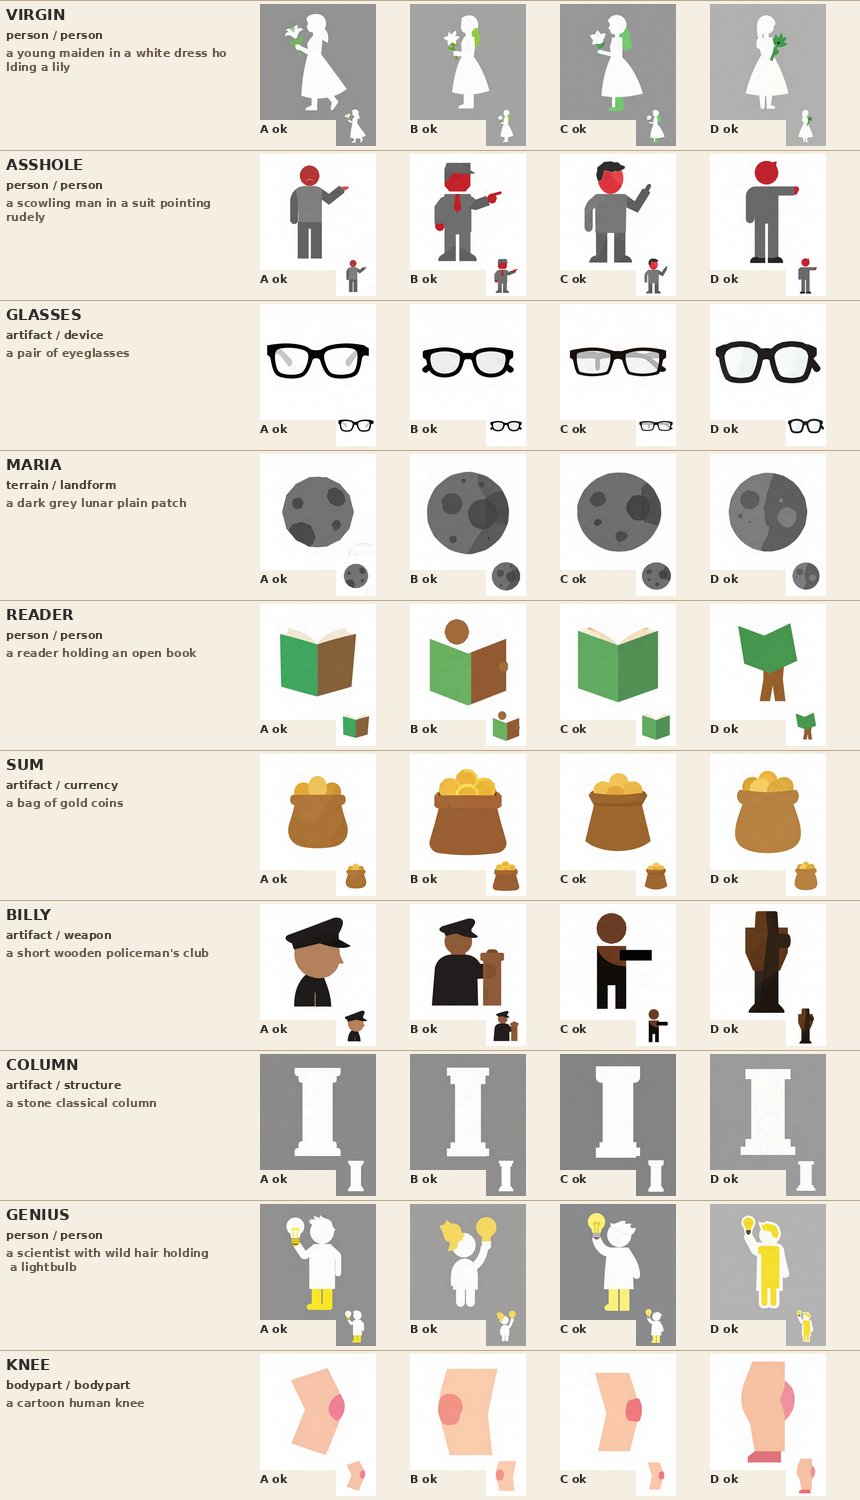 VIRGIN
person / person
a young maiden in a white dress ho
lding a lily
A ok
B ok
C ok
D ok
ASSHOLE
person / person
a scowling man in a suit pointing
rudely
A ok
B ok
C ok
D ok
GLASSES
artifact / device
a pair of eyeglasses
A ok
B ok
C ok
D ok
MARIA
terrain / landform
a dark grey lunar plain patch
A ok
B ok
C ok
D ok
READER
person / person
a reader holding an open book
A ok
B ok
C ok
D ok
SUM
artifact / currency
a bag of gold coins
A ok
B ok
C ok
D ok
BILLY
artifact / weapon
a short wooden policeman's club
A ok
B ok
C ok
D ok
COLUMN
artifact / structure
a stone classical column
A ok
B ok
C ok
D ok
GENIUS
person / person
a scientist with wild hair holding
a lightbulb
A ok
B ok
C ok
D ok
KNEE
bodypart / bodypart
a cartoon human knee
A ok
B ok
C ok
D ok